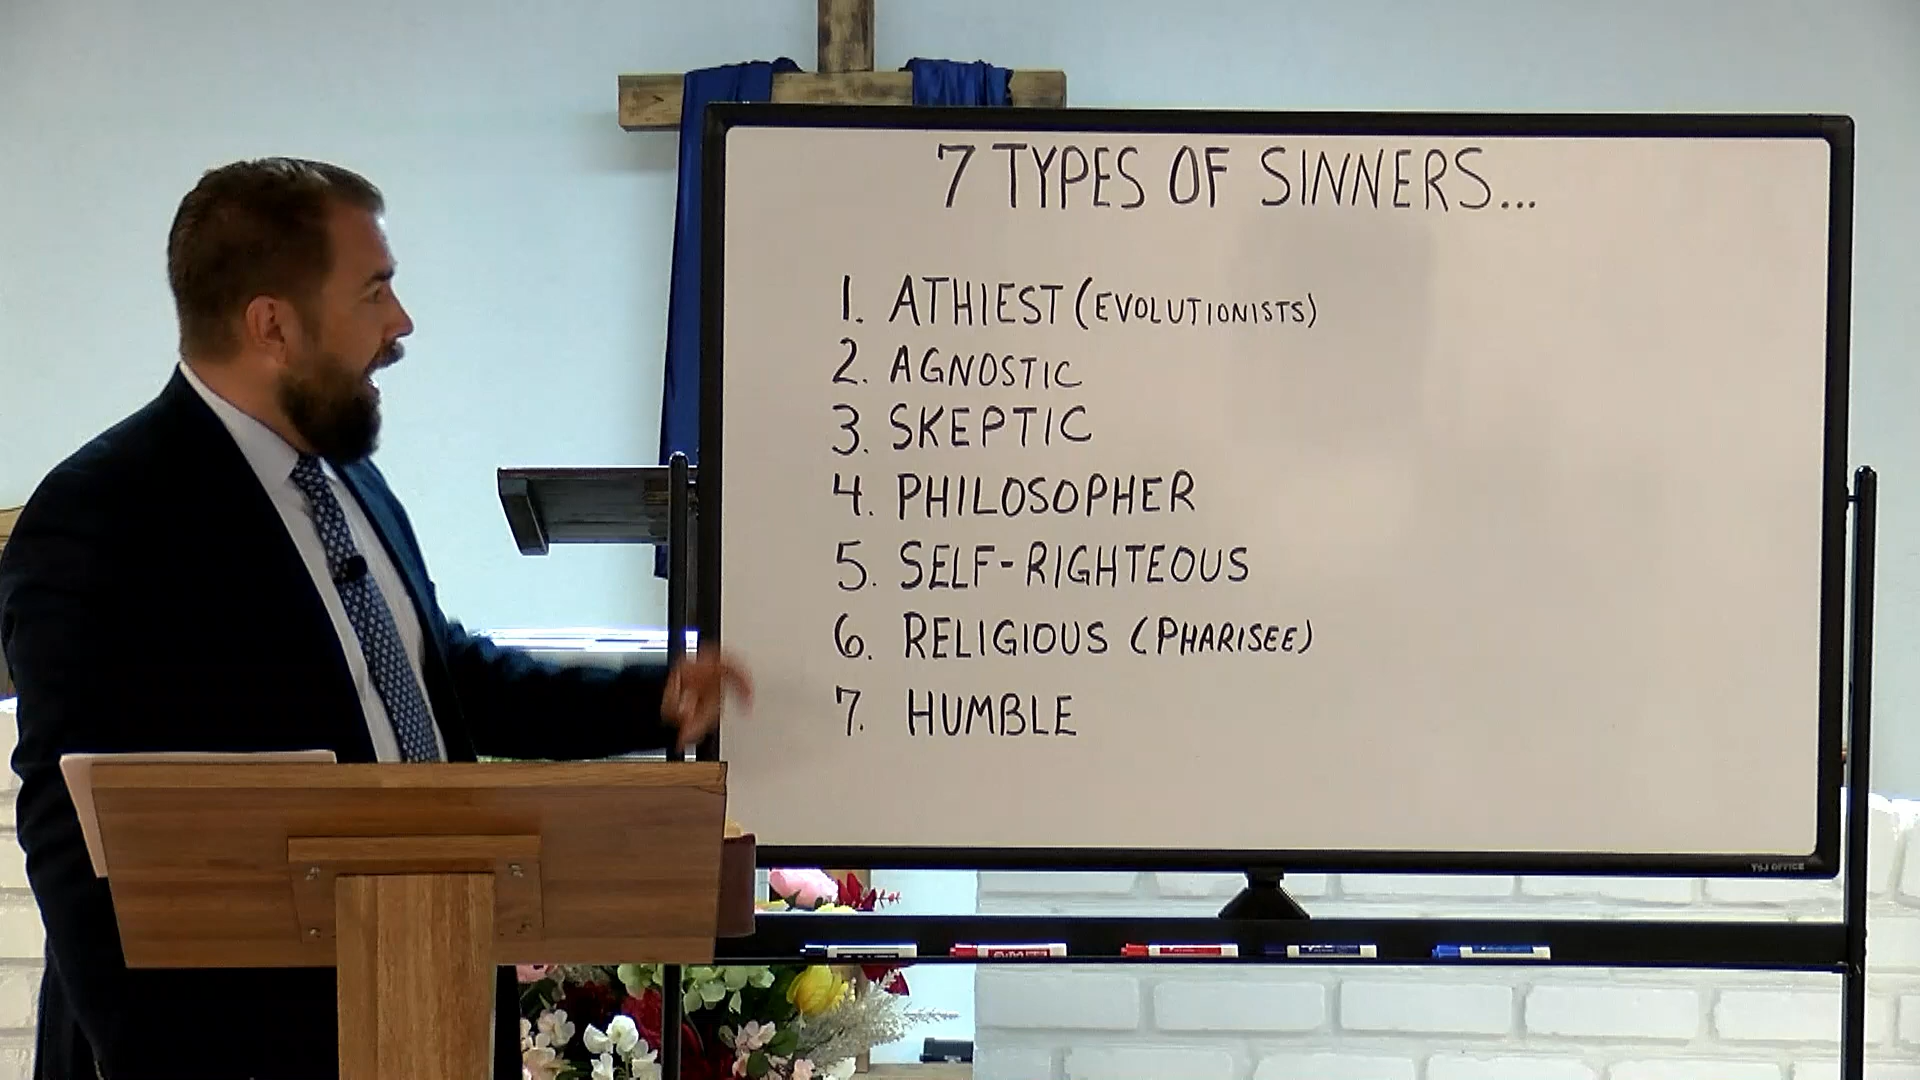 7 TYPES OF SINNERS...
1. ATHIEST (EVOLUTIONISTS)
2. AGNOSTIC
3. SKEPTIC
4. PHILOSOPHER
5. SELF-RIGHTEOUS
6. RELIGIOUS (PHARISEE)
7. HUMBLE